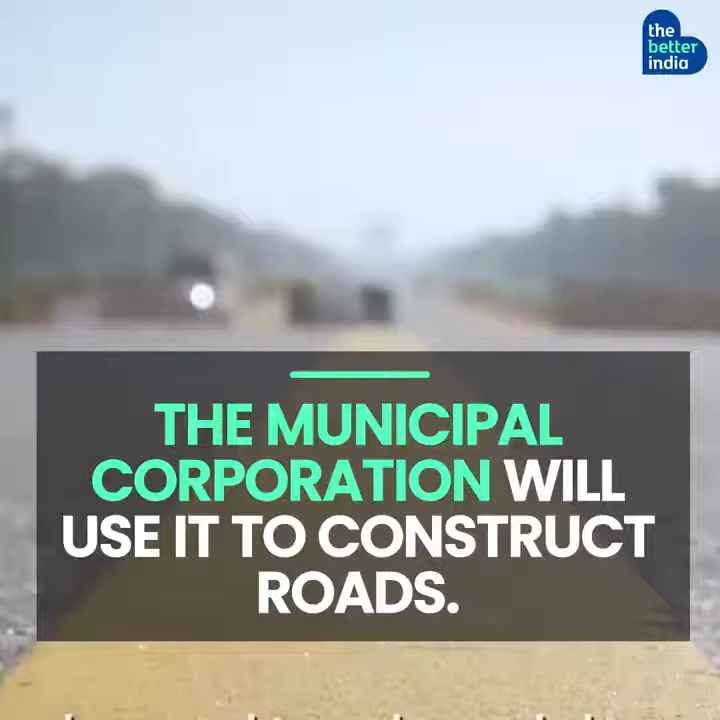 the
better
india
THE MUNICIPAL
CORPORATION WILL
USE IT TO CONSTRUCT
ROADS.